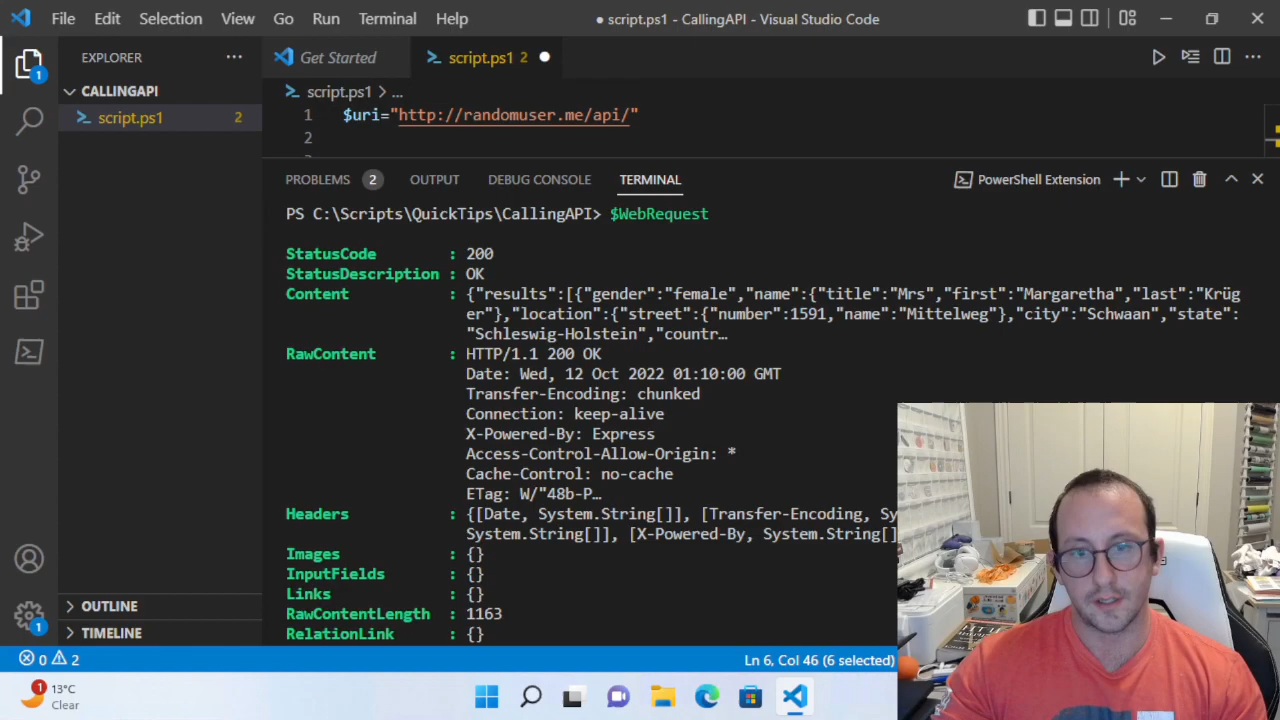 File Edit Selection View Go Run Terminal Help ● script.ps1 - CallingAPI - Visual Studio Code
EXPLORER ... Get Started script.ps1 2 ●
CALLINGAPI
script.ps1 2
script.ps1 > ...
1 $uri="http://randomuser.me/api/"
2
PROBLEMS 2 OUTPUT DEBUG CONSOLE TERMINAL PowerShell Extension
PS C:\Scripts\QuickTips\CallingAPI> $WebRequest
StatusCode : 200
StatusDescription : OK
Content : {"results":[{"gender":"female","name":{"title":"Mrs","first":"Margaretha","last":"Krüg
er"},"location":{"street":{"number":1591,"name":"Mittelweg"},"city":"Schwaan","state":
"Schleswig-Holstein","countr…
RawContent : HTTP/1.1 200 OK
Date: Wed, 12 Oct 2022 01:10:00 GMT
Transfer-Encoding: chunked
Connection: keep-alive
X-Powered-By: Express
Access-Control-Allow-Origin: *
Cache-Control: no-cache
ETag: W/"48b-P…
Headers : {[Date, System.String[]], [Transfer-Encoding, Sy
System.String[]], [X-Powered-By, System.String[]
Images : {}
InputFields : {}
Links : {}
RawContentLength : 1163
RelationLink : {}
OUTLINE
TIMELINE
1
1
0 2 Ln 6, Col 46 (6 selected)
1 13°C
Clear